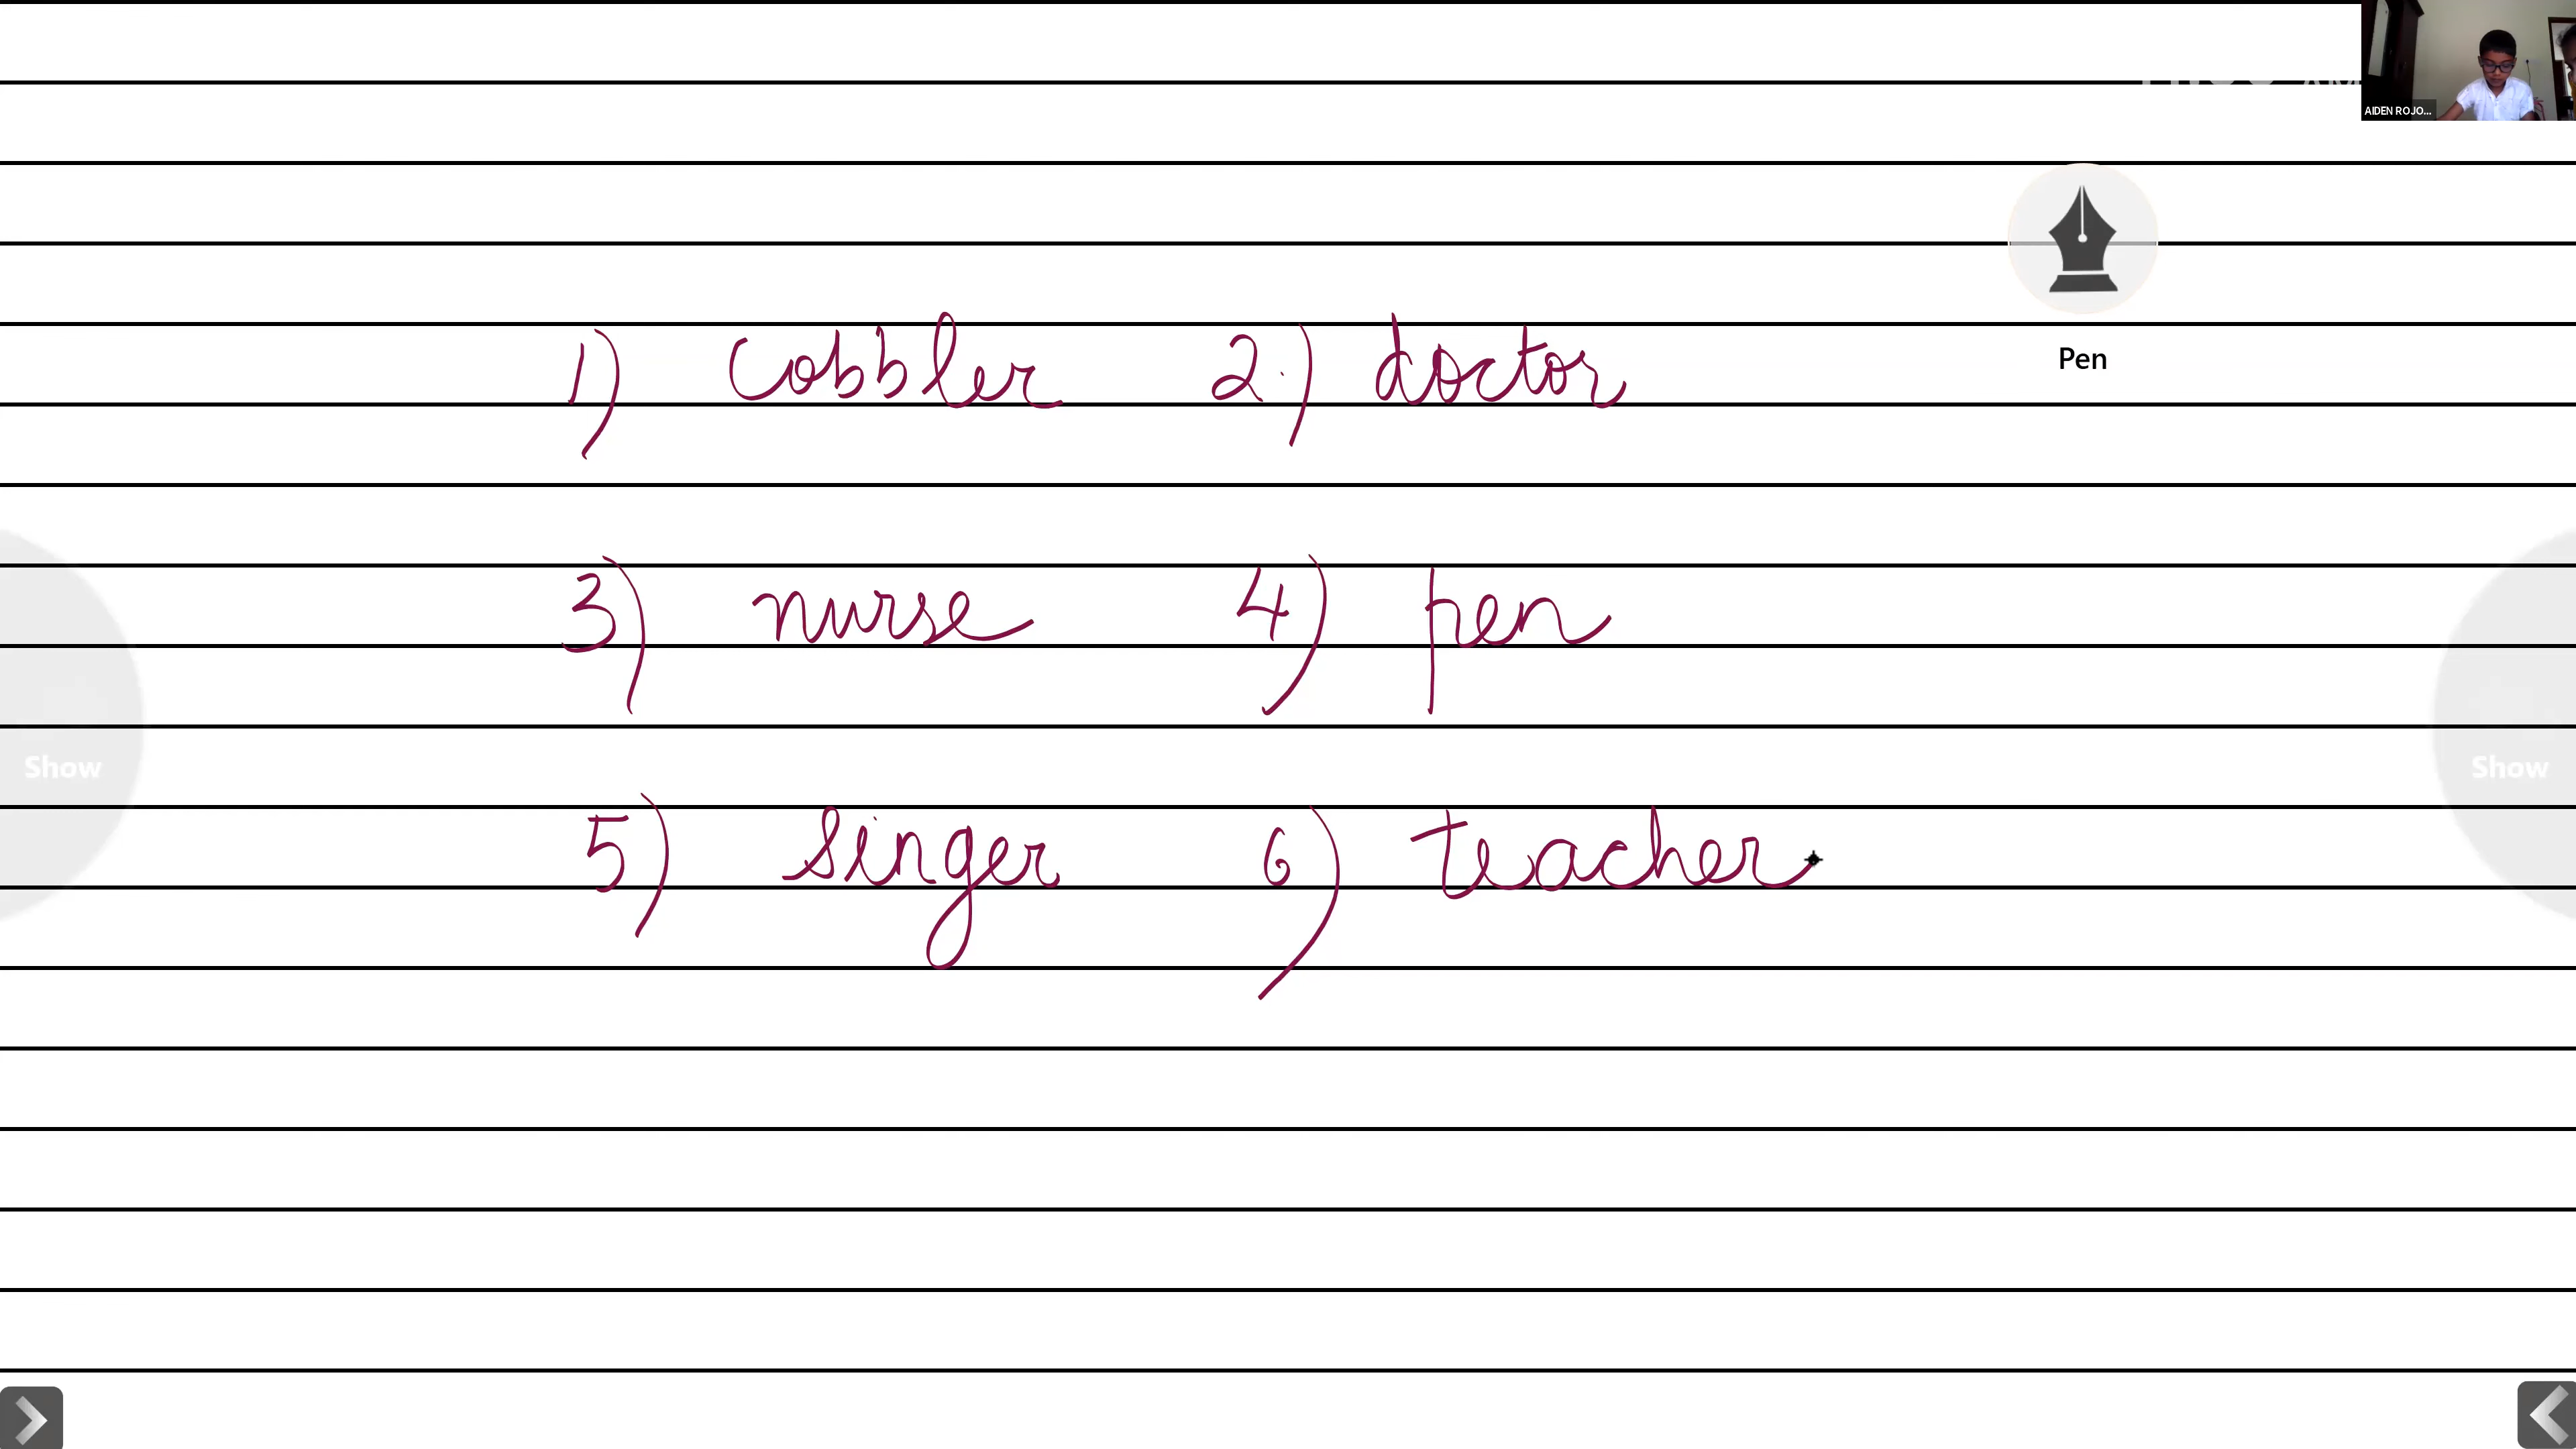 AIDEN ROJO...
Pen
1) cobbler 2.) doctor
3) nurse 4) pen
Show Show
5) singer 6) teacher